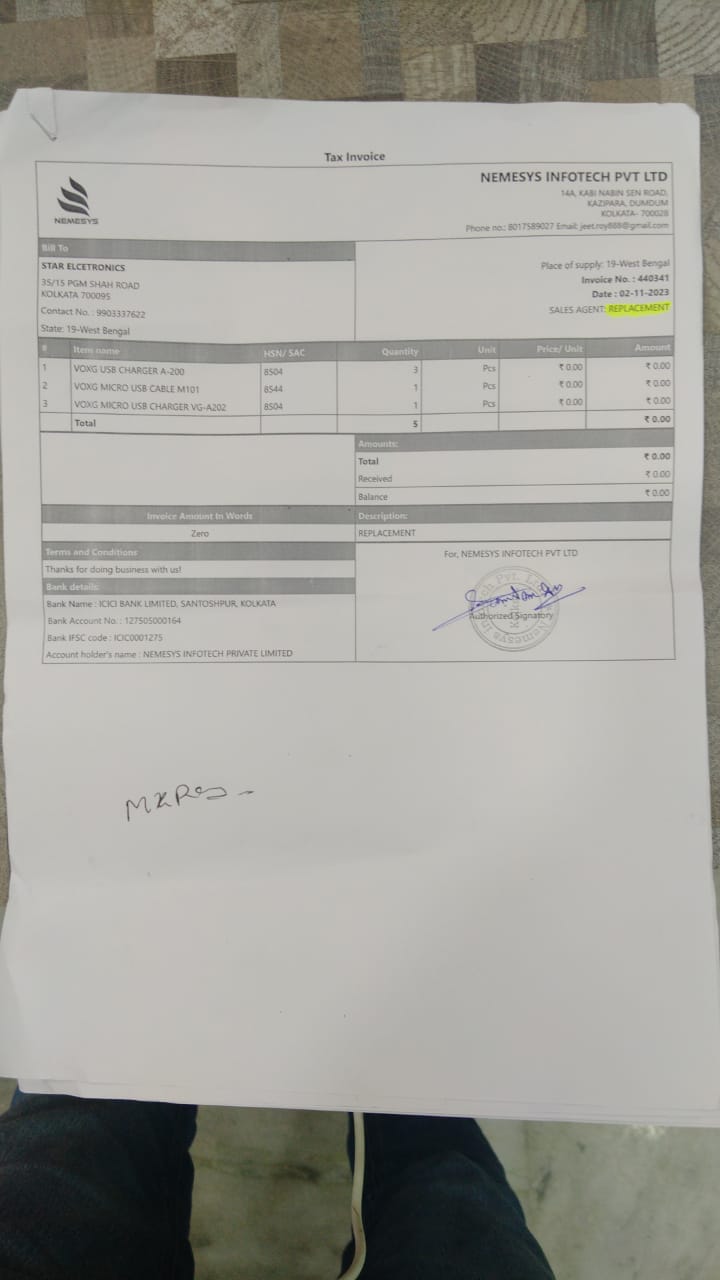 Tax Invoice
NEMESYS
NEMESYS INFOTECH PVT LTD
14A, KABI NABIN SEN ROAD,
KAZIPARA, DUMDUM
KOLKATA- 700028
Phone no.: 8017589027 Email: jeet.roy888@gmail.com
Bill To
STAR ELCETRONICS
35/15 PGM SHAH ROAD
KOLKATA 700095
Contact No. : 9903337622
State: 19-West Bengal
Place of supply: 19-West Bengal
Invoice No. : 440341
Date : 02-11-2023
SALES AGENT: REPLACEMENT
# Item name HSN/ SAC Quantity Unit Price/ Unit Amount
1 VOXG USB CHARGER A-200 8504 3 Pcs ₹ 0.00 ₹ 0.00
2 VOXG MICRO USB CABLE M101 8544 1 Pcs ₹ 0.00 ₹ 0.00
3 VOXG MICRO USB CHARGER VG-A202 8504 1 Pcs ₹ 0.00 ₹ 0.00
Total 5 ₹ 0.00
Amounts:
Total ₹ 0.00
Received ₹ 0.00
Balance ₹ 0.00
Invoice Amount In Words
Zero
Description:
REPLACEMENT
Terms and Conditions
Thanks for doing business with us!
Bank details:
Bank Name : ICICI BANK LIMITED, SANTOSHPUR, KOLKATA
Bank Account No. : 127505000164
Bank IFSC code : ICIC0001275
Account holder's name : NEMESYS INFOTECH PRIVATE LIMITED
For, NEMESYS INFOTECH PVT LTD
Authorized Signatory